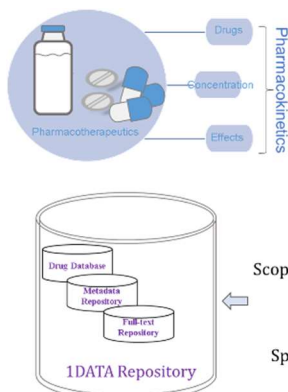 Drugs
Concentration
Pharmacotherapeutics
Effects
Pharmacokinetics
Drug Database
Metadata
Repository
Full-text
Repository
1DATA Repository
Scop
Sp